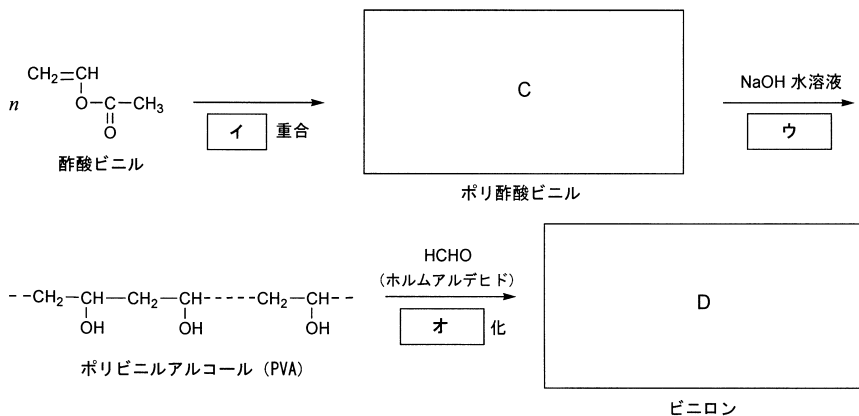 n CH₂=CH
O-C-CH₃
O
酢酸ビニル
イ 重合
C
ポリ酢酸ビニル
NaOH 水溶液
ウ
--CH₂-CH-CH₂-CH-----CH₂-CH--
OH OH OH
ポリビニルアルコール (PVA)
HCHO
(ホルムアルデヒド)
オ 化
D
ビニロン